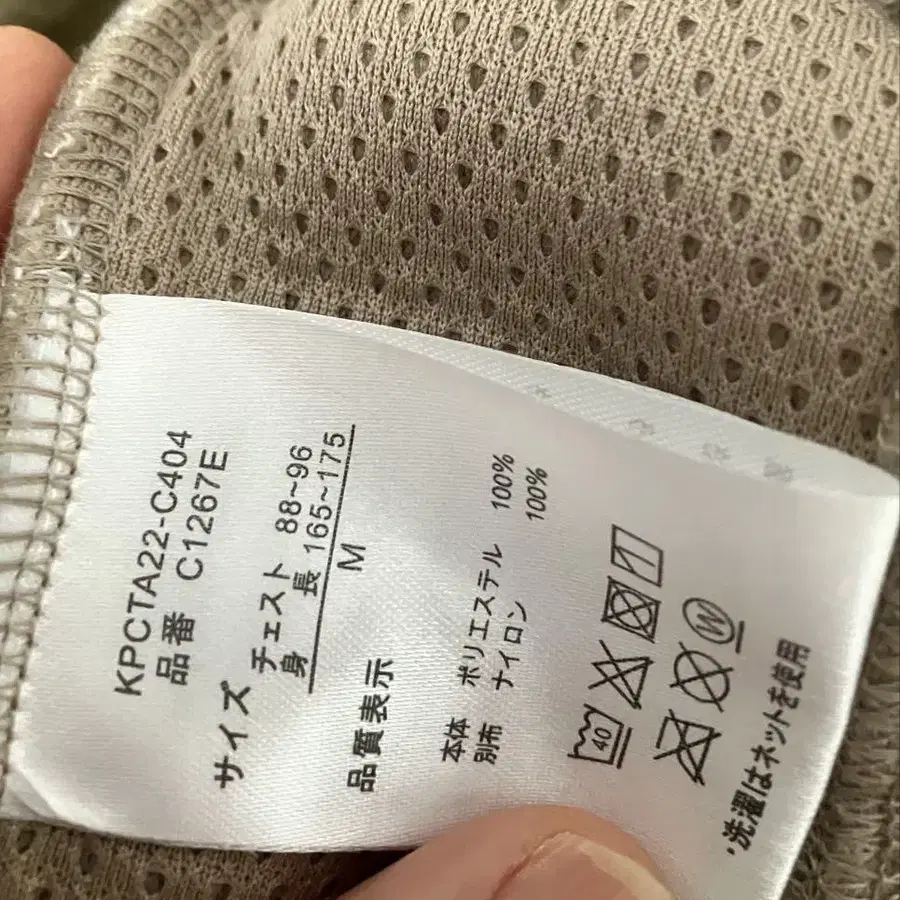 KPCTA22-C404
品番 C1267E
サイズ
チェスト 88~96
身 長 165~175
M
品質表示
本体 ポリエステル 100%
別布 ナイロン 100%
40
W
・洗濯はネットを使用